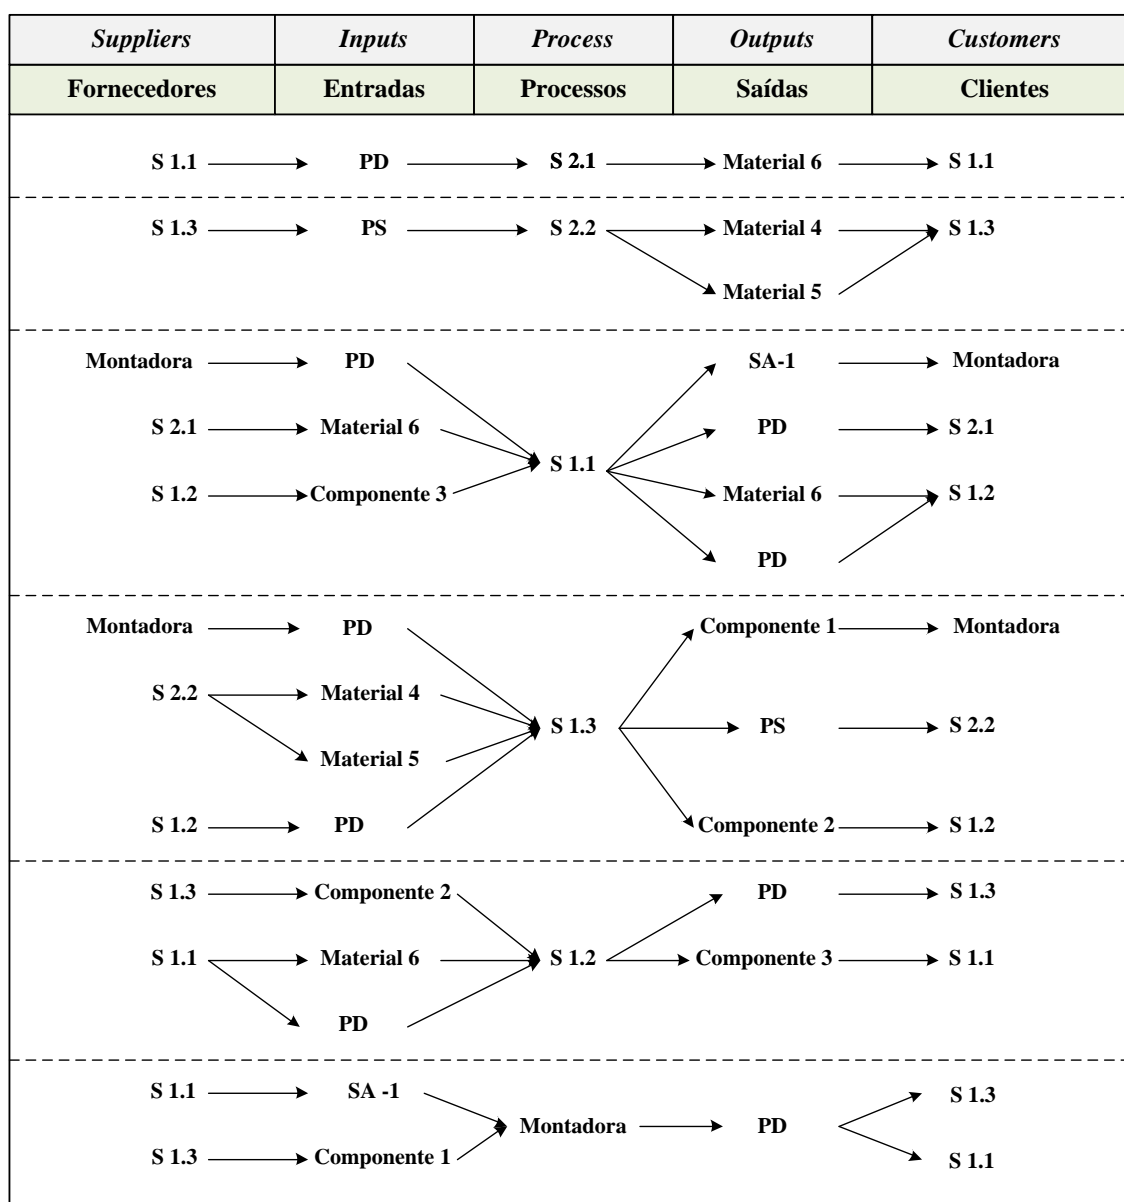 Suppliers Inputs Process Outputs Customers
Fornecedores Entradas Processos Saídas Clientes
S 1.1 PD S 2.1 Material 6 S 1.1
S 1.3 PS S 2.2 Material 4 S 1.3
Material 5
Montadora PD SA-1 Montadora
S 2.1 Material 6 PD S 2.1
S 1.1
S 1.2 Componente 3 Material 6 S 1.2
PD
Montadora PD Componente 1 Montadora
S 2.2 Material 4
S 1.3 PS S 2.2
Material 5
S 1.2 PD Componente 2 S 1.2
S 1.3 Componente 2 PD S 1.3
S 1.1 Material 6 S 1.2 Componente 3 S 1.1
PD
S 1.1 SA -1 S 1.3
Montadora PD
S 1.3 Componente 1 S 1.1